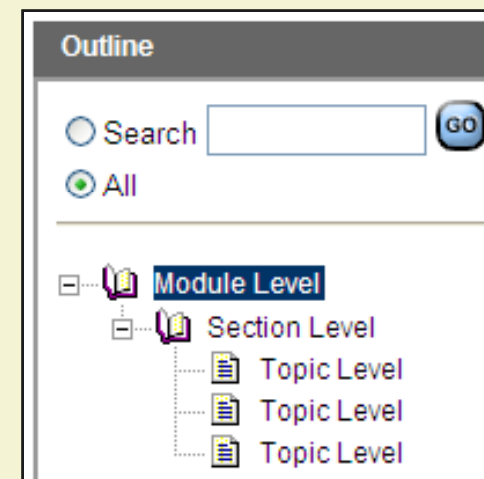 Outline
Search GO
All
Module Level
Section Level
Topic Level
Topic Level
Topic Level